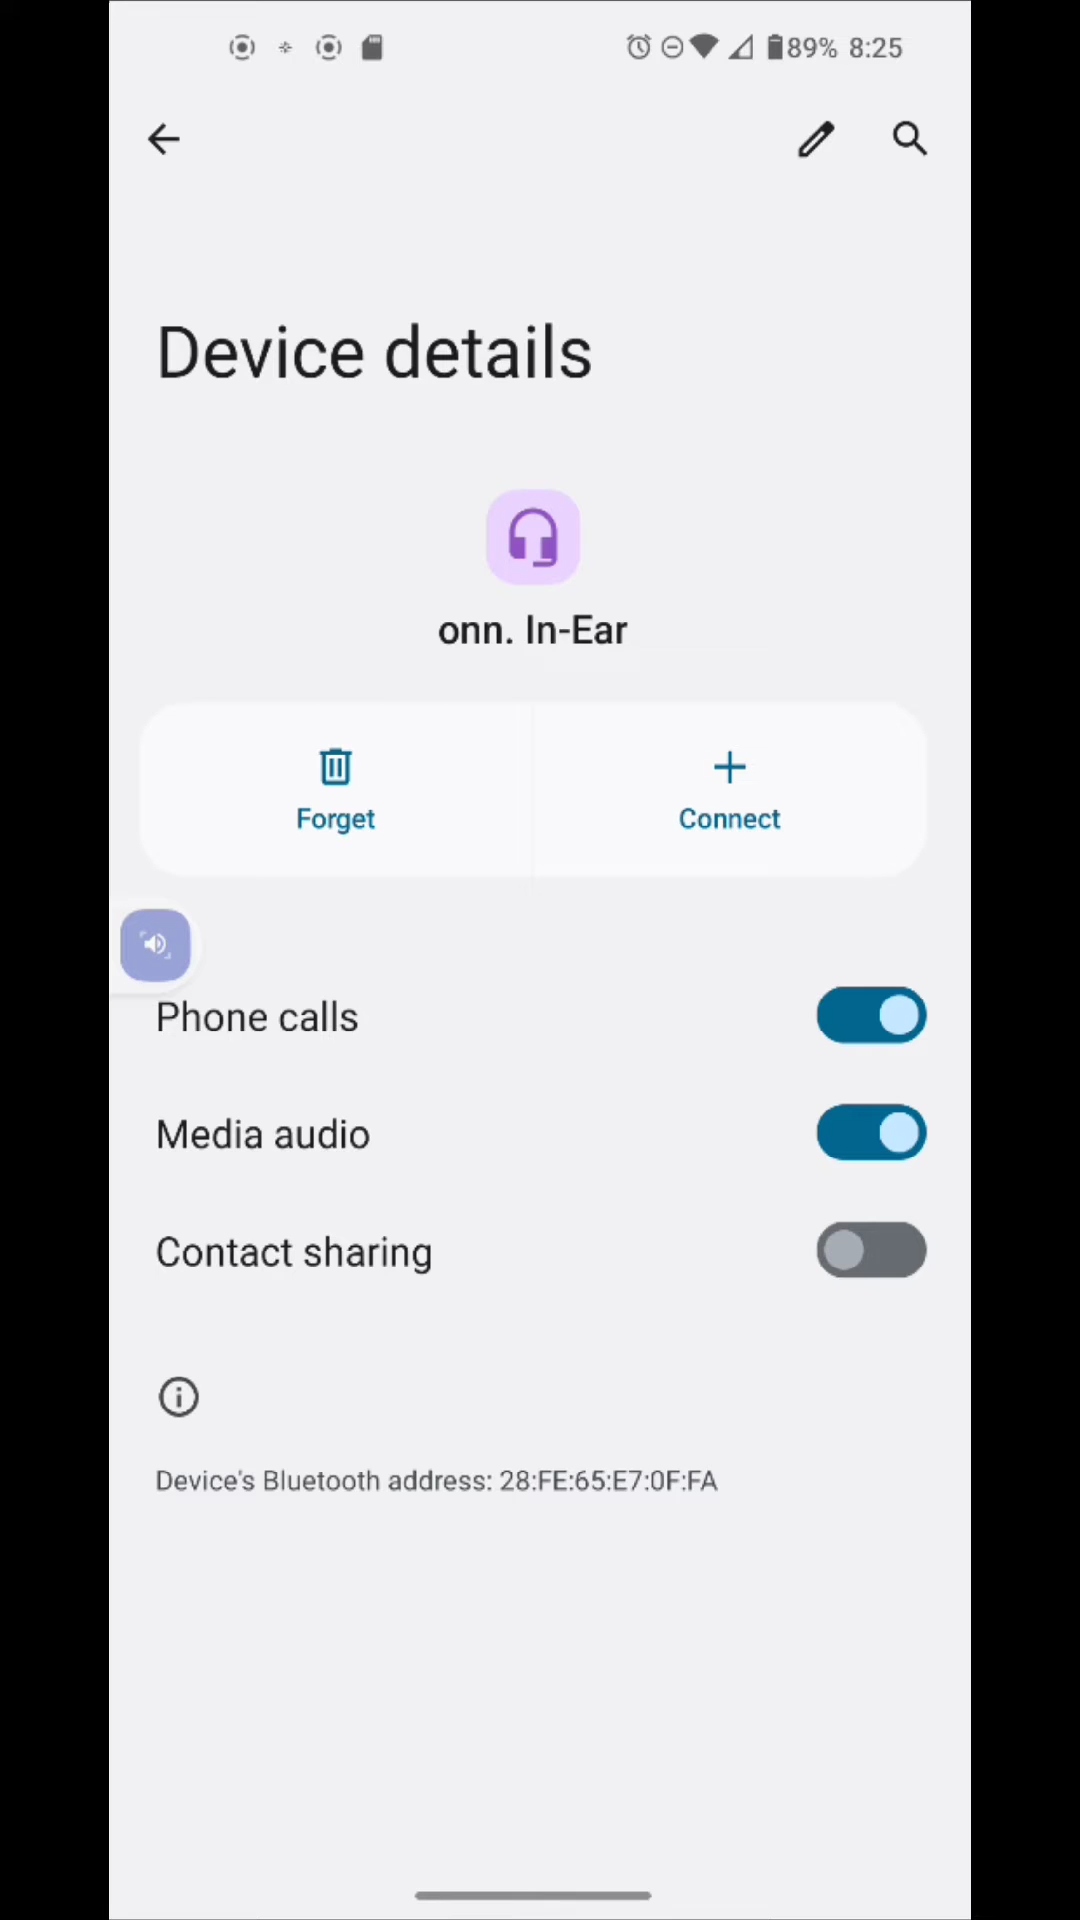 89% 8:25
Device details
onn. In-Ear
Forget
Connect
Phone calls
Media audio
Contact sharing
Device's Bluetooth address: 28:FE:65:E7:0F:FA